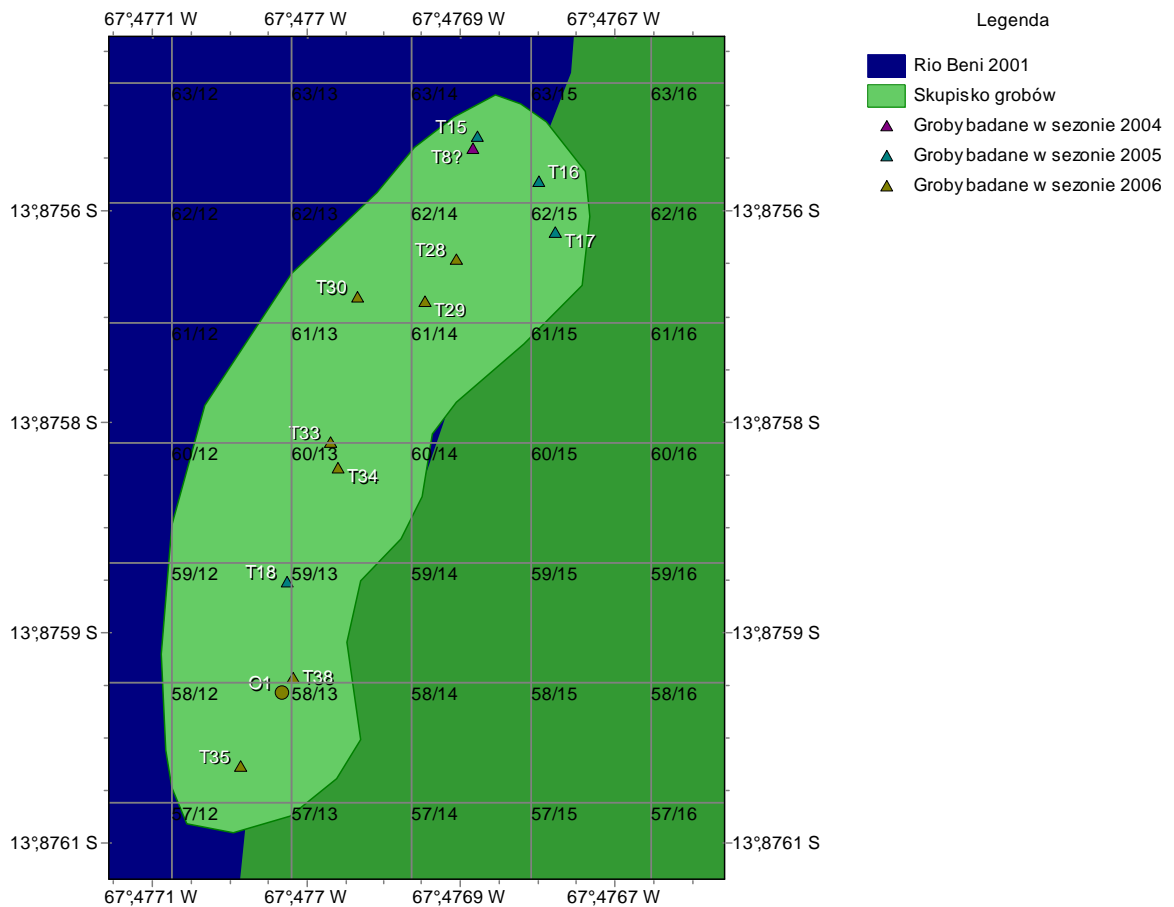 67°,4771 W 67°,477 W 67°,4769 W 67°,4767 W
Legenda
Rio Beni 2001
Skupisko grobów
Groby badane w sezonie 2004
Groby badane w sezonie 2005
Groby badane w sezonie 2006
63/12 63/13 63/14 63/15 63/16
T15
T8?
T16
13°,8756 S 62/12 62/13 62/14 62/15 62/16 13°,8756 S
T17
T28
T30
T29
61/12 61/13 61/14 61/15 61/16
13°,8758 S 13°,8758 S
T33
60/12 60/13 60/14 60/15 60/16
T34
T18 59/12 59/13 59/14 59/15 59/16
13°,8759 S 13°,8759 S
O1 T38
58/12 58/13 58/14 58/15 58/16
T35
57/12 57/13 57/14 57/15 57/16
13°,8761 S 13°,8761 S
67°,4771 W 67°,477 W 67°,4769 W 67°,4767 W